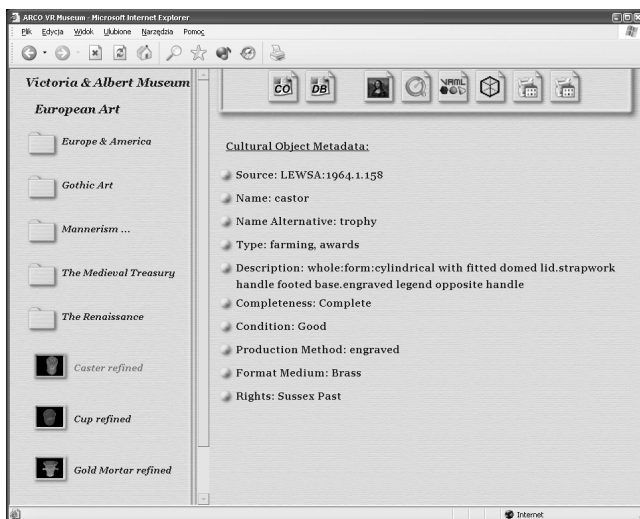 ARCO VR Museum - Microsoft Internet Explorer
Plik Edycja Widok Ulubione Narzędzia Pomoc
Victoria & Albert Museum
European Art
Europe & America
Gothic Art
Mannerism ...
The Medieval Treasury
The Renaissance
Caster refined
Cup refined
Gold Mortar refined
CO DB VRML
Cultural Object Metadata:
Source: LEWSA:1964.1.158
Name: castor
Name Alternative: trophy
Type: farming, awards
Description: whole:form:cylindrical with fitted domed lid.strapwork
handle footed base.engraved legend opposite handle
Completeness: Complete
Condition: Good
Production Method: engraved
Format Medium: Brass
Rights: Sussex Past
Internet